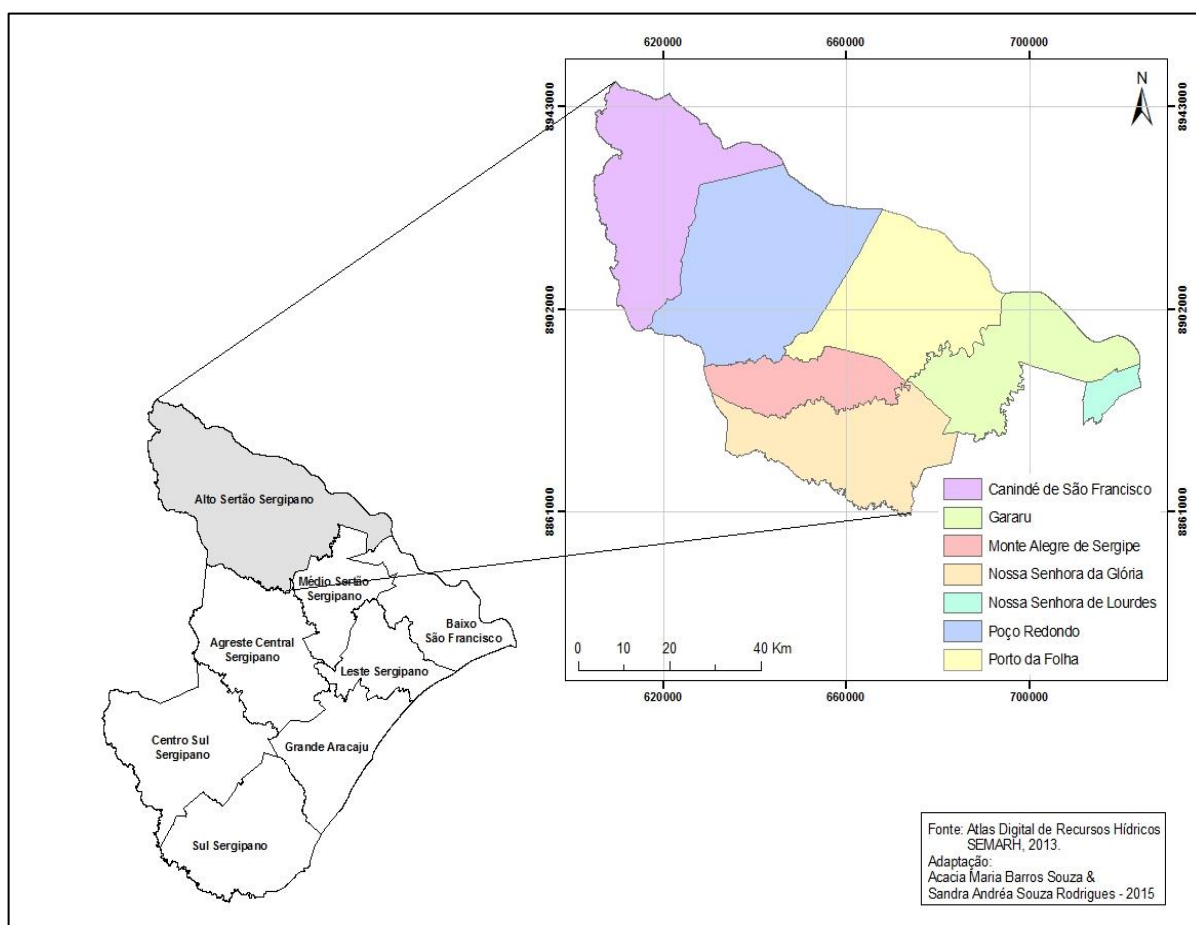 620000
660000
700000
8943000
8902000
8861000
N
Canindé de São Francisco
Gararu
Monte Alegre de Sergipe
Nossa Senhora da Glória
Nossa Senhora de Lourdes
Poço Redondo
Porto da Folha
0
10
20
40 Km
620000
660000
700000
Alto Sertão Sergipano
Médio Sertão
Sergipano
Baixo
São Francisco
Agreste Central
Sergipano
Leste Sergipano
Centro Sul
Sergipano
Grande Aracaju
Sul Sergipano
Fonte: Atlas Digital de Recursos Hídricos
SEMARH, 2013.
Adaptação:
Acacia Maria Barros Souza &
Sandra Andréa Souza Rodrigues - 2015